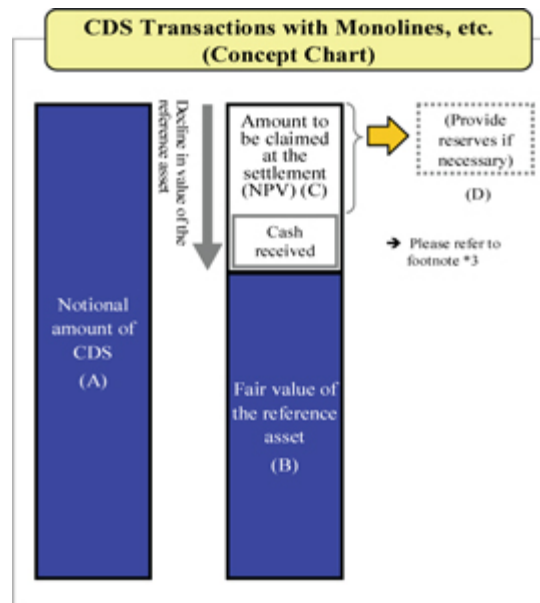 CDS Transactions with Monolines, etc.
(Concept Chart)
Notional
amount of
CDS
(A)
Decline in value of the
reference asset
Amount to
be claimed
at the
settlement
(NPV) (C)
Cash
received
Fair value of
the reference
asset
(B)
(Provide
reserves if
necessary)
(D)
➔ Please refer to
footnote *3